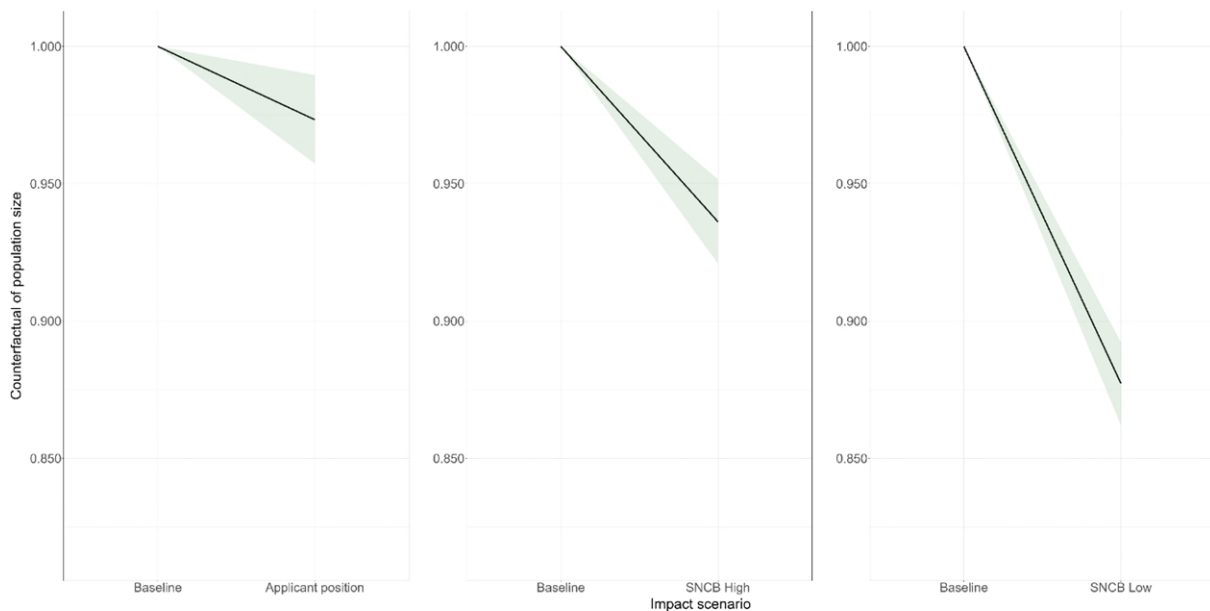 Counterfactual of population size
1.000
0.950
0.900
0.850
Baseline
Applicant position
1.000
0.950
0.900
0.850
Baseline
SNCB High
1.000
0.950
0.900
0.850
Baseline
SNCB Low
Impact scenario